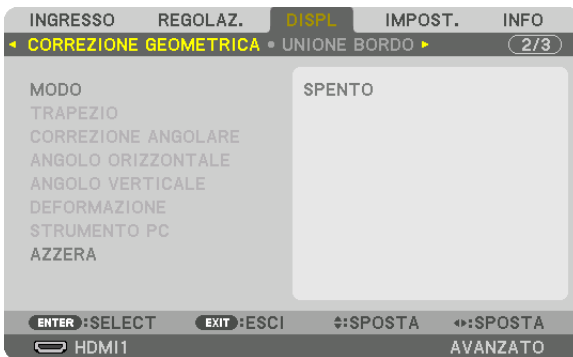 INGRESSO REGOLAZ. DISPL IMPOST. INFO
◄ CORREZIONE GEOMETRICA • UNIONE BORDO ► 2/3
MODO SPENTO
TRAPEZIO
CORREZIONE ANGOLARE
ANGOLO ORIZZONTALE
ANGOLO VERTICALE
DEFORMAZIONE
STRUMENTO PC
AZZERA
ENTER :SELECT EXIT :ESCI :SPOSTA :SPOSTA
HDMI1 AVANZATO